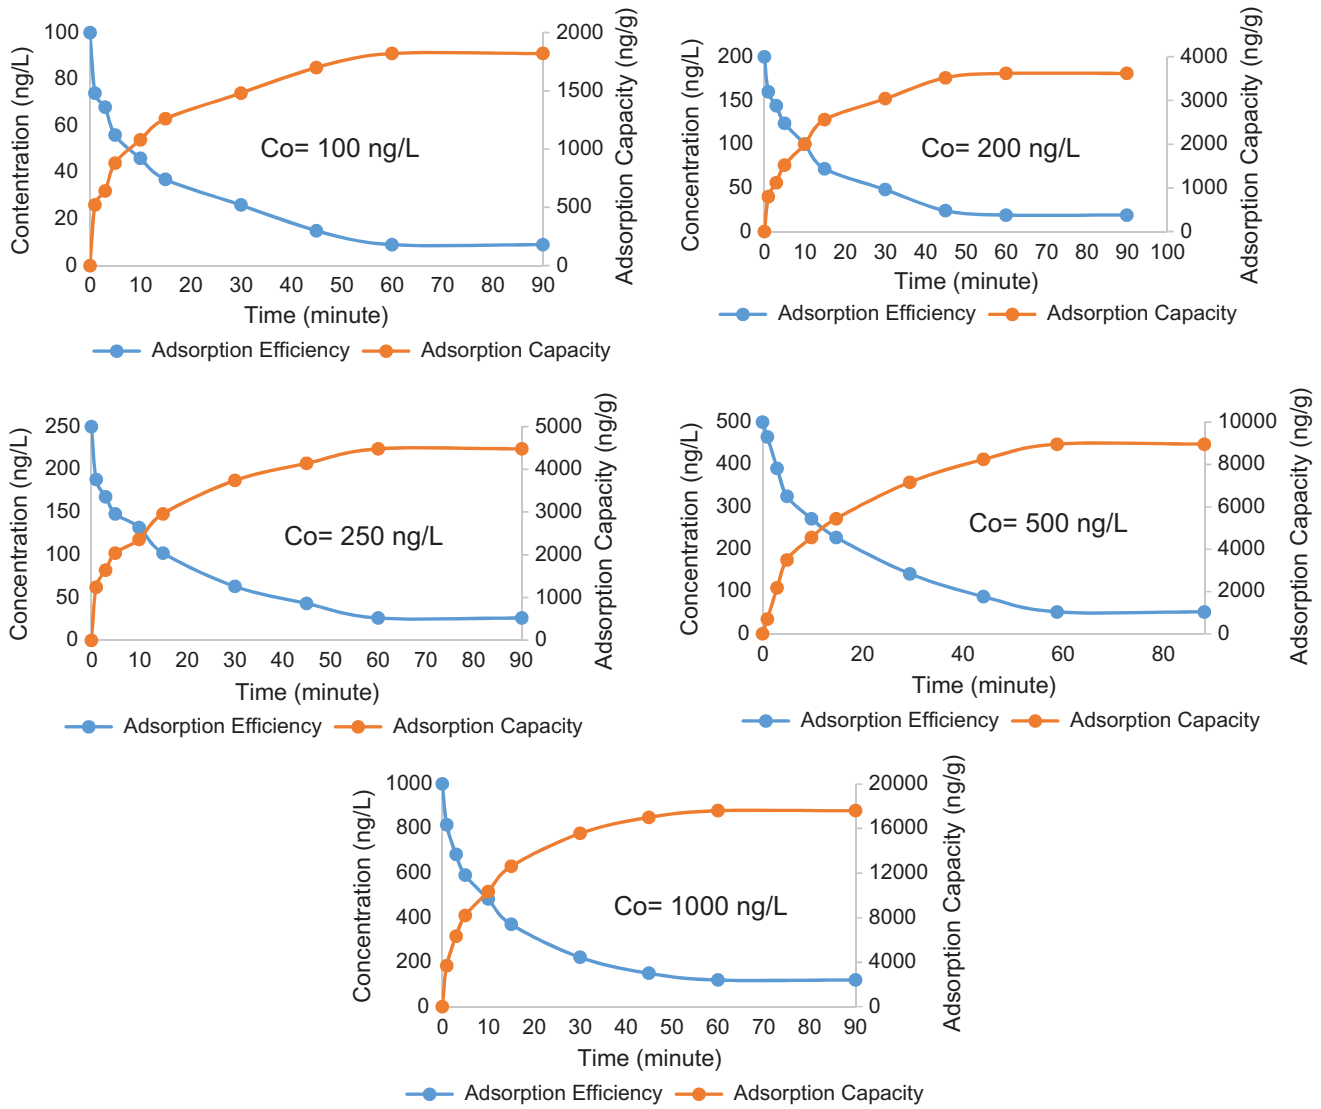 Contentration (ng/L)
100
80
60
40
20
0
2000
1500
1000
500
0
Adsorption Capacity (ng/g)
Co= 100 ng/L
0 10 20 30 40 50 60 70 80 90
Time (minute)
Adsorption Efficiency Adsorption Capacity
Concentration (ng/L)
200
150
100
50
0
4000
3000
2000
1000
0
Adsorption Capacity (ng/g)
Co= 200 ng/L
0 10 20 30 40 50 60 70 80 90 100
Time (minute)
Adsorption Efficiency Adsorption Capacity
Concentration (ng/L)
250
200
150
100
50
0
5000
4000
3000
2000
1000
0
Adsorption Capacity (ng/g)
Co= 250 ng/L
0 10 20 30 40 50 60 70 80 90
Time (minute)
Adsorption Efficiency Adsorption Capacity
Concentration (ng/L)
500
400
300
200
100
0
10000
8000
6000
4000
2000
0
Adsorption Capacity (ng/g)
Co= 500 ng/L
0 20 40 60 80
Time (minute)
Adsorption Efficiency Adsorption Capacity
Concentration (ng/L)
1000
800
600
400
200
0
20000
16000
12000
8000
4000
0
Adsorption Capacity (ng/g)
Co= 1000 ng/L
0 10 20 30 40 50 60 70 80 90
Time (minute)
Adsorption Efficiency Adsorption Capacity